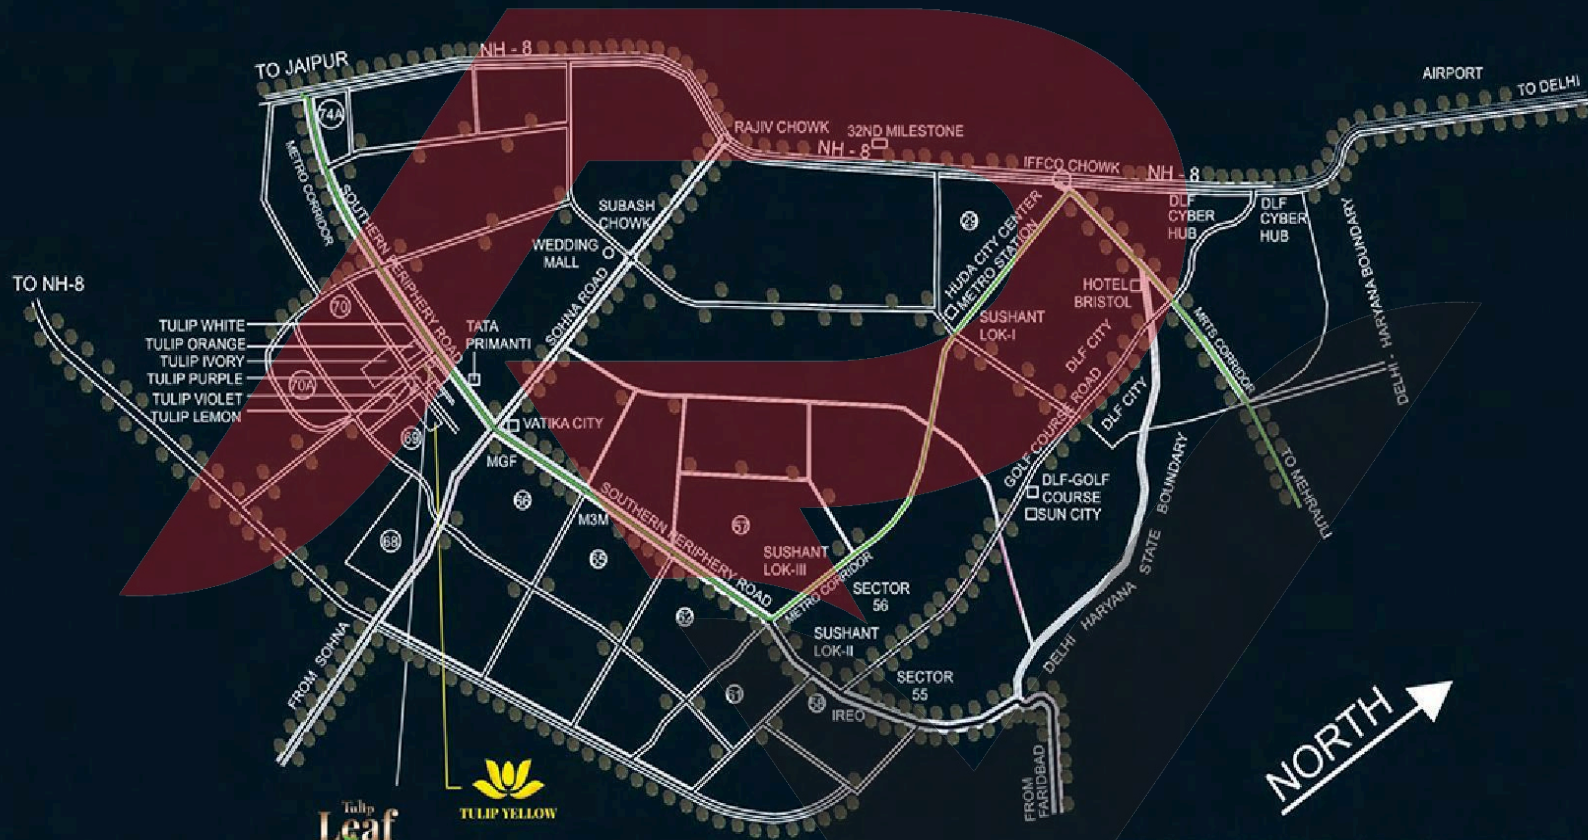 NH - 8
TO JAIPUR
AIRPORT
TO DELHI
74A
RAJIV CHOWK
32ND MILESTONE
NH - 8
IFFCO CHOWK
NH - 8
METRO CORRIDOR
SOUTHERN PERIPHERY ROAD
SUBASH
CHOWK
WEDDING
MALL
29
HUDA CITY CENTER
METRO STATION
DLF
CYBER
HUB
DLF
CYBER
HUB
DELHI - HARYANA BOUNDARY
TO NH-8
70
HOTEL
BRISTOL
SOHNA ROAD
SUSHANT
LOK-I
MRTS CORRIDOR
TULIP WHITE
TULIP ORANGE
TULIP IVORY
TULIP PURPLE
TULIP VIOLET
TULIP LEMON
TATA
PRIMANTI
70A
DLF CITY
DLF CITY
GOLF COURSE ROAD
VATIKA CITY
69
MGF
TO MEHRAULI
DLF-GOLF
COURSE
SUN CITY
66
M3M
SOUTHERN PERIPHERY ROAD
57
68
65
SUSHANT
LOK-III
METRO CORRIDOR
SECTOR
56
DELHI HARYANA STATE BOUNDARY
62
SUSHANT
LOK-II
FROM SOHNA
SECTOR
55
61
58
IREO
NORTH
FROM
FARIDBAD
TULIP YELLOW
Tulip
Leaf